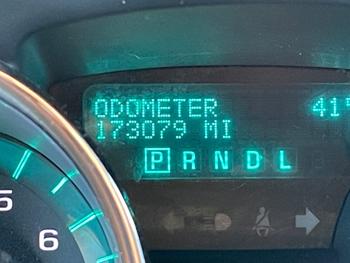 ODOMETER 41°
173079 MI
P R N D L
5
6